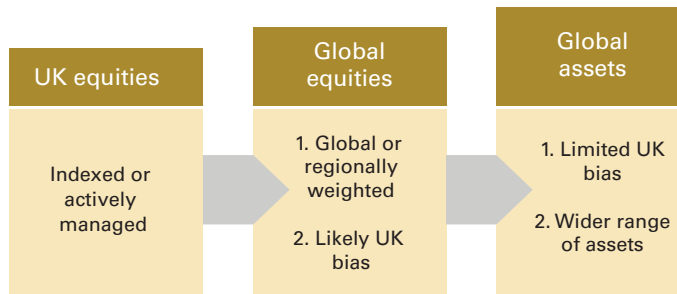 UK equities
Indexed or
actively
managed
Global
equities
1. Global or
regionally
weighted
2. Likely UK
bias
Global
assets
1. Limited UK
bias
2. Wider range
of assets